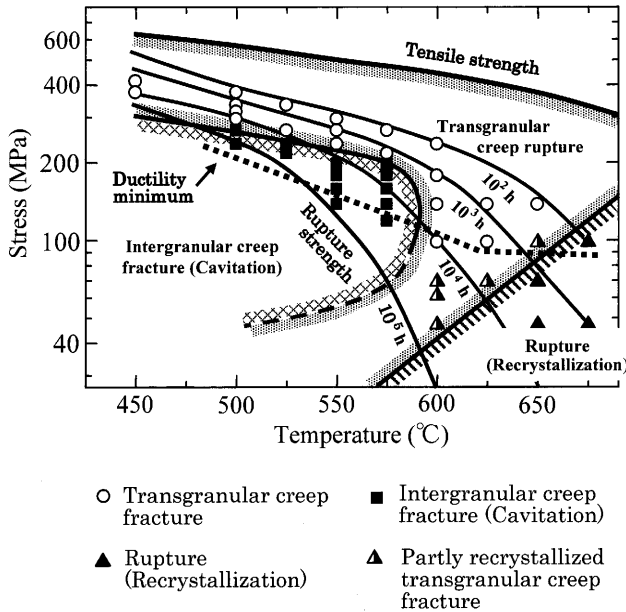 600
400
200
100
40
Stress (MPa)
Tensile strength
Transgranular
creep rupture
Ductility
minimum
Intergranular creep
fracture (Cavitation)
Rupture
strength
10² h
10³ h
10⁴ h
10⁵ h
Rupture
(Recrystallization)
450 500 550 600 650
Temperature (℃)
Transgranular creep
fracture
Intergranular creep
fracture (Cavitation)
Rupture
(Recrystallization)
Partly recrystallized
transgranular creep
fracture